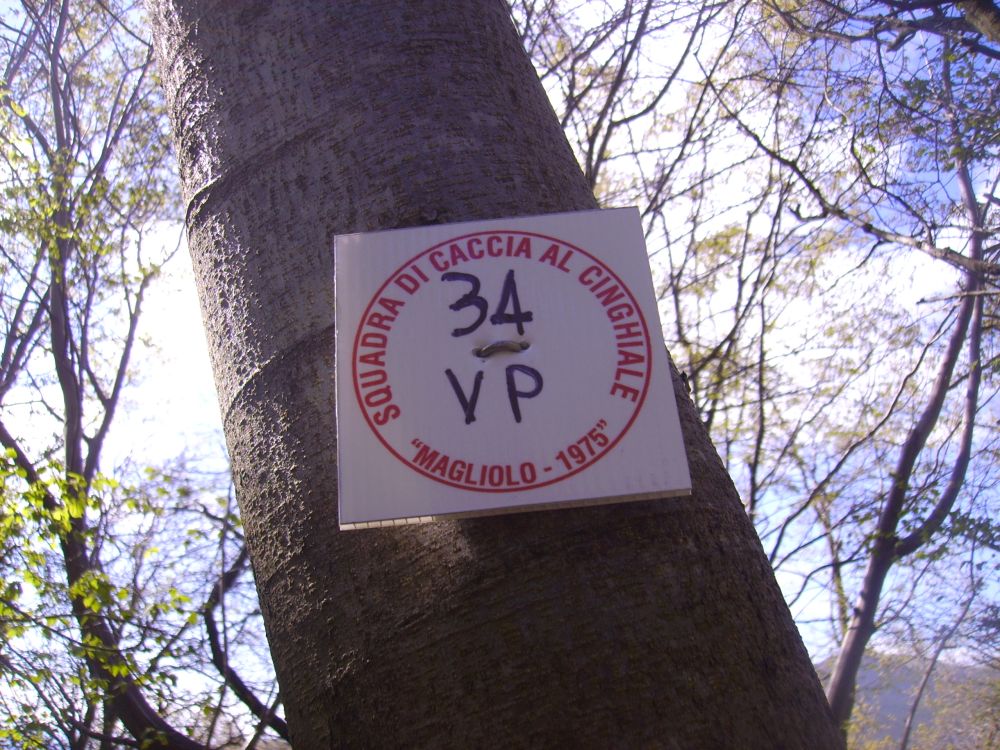 SQUADRA DI CACCIA AL CINGHIALE
34
VP
"MAGLIOLO - 1975"